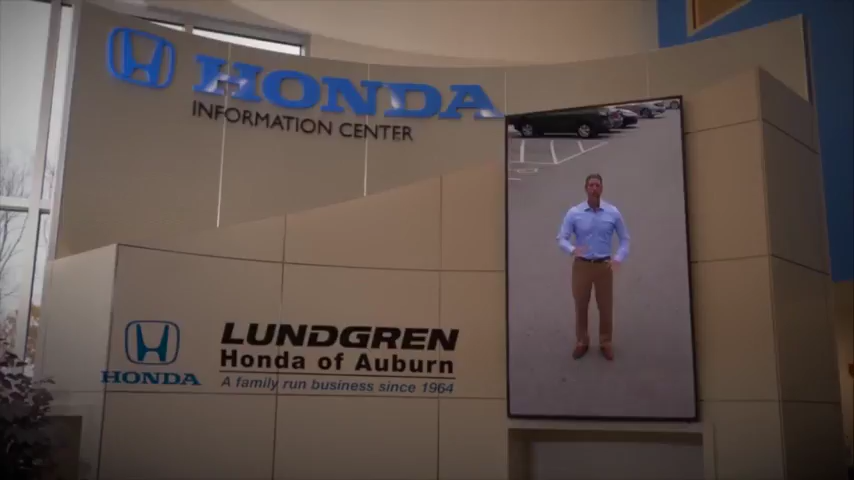 HONDA
INFORMATION CENTER
LUNDGREN
Honda of Auburn
HONDA
A family run business since 1964